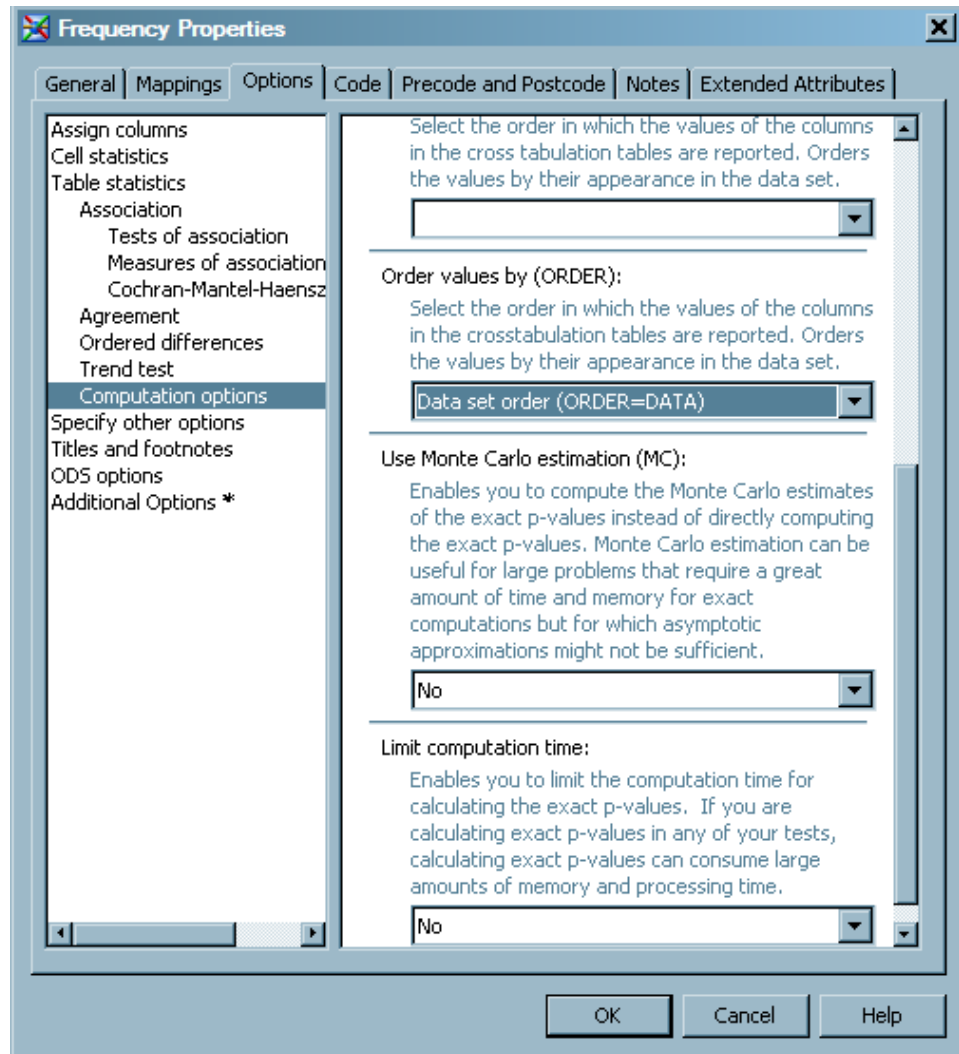 Frequency Properties
General
Mappings
Options
Code
Precode and Postcode
Notes
Extended Attributes
Assign columns
Cell statistics
Table statistics
Association
Tests of association
Measures of association
Cochran-Mantel-Haensz
Agreement
Ordered differences
Trend test
Computation options
Specify other options
Titles and footnotes
ODS options
Additional Options *
Select the order in which the values of the columns
in the cross tabulation tables are reported. Orders
the values by their appearance in the data set.
Order values by (ORDER):
Select the order in which the values of the columns
in the crosstabulation tables are reported. Orders
the values by their appearance in the data set.
Data set order (ORDER=DATA)
Use Monte Carlo estimation (MC):
Enables you to compute the Monte Carlo estimates
of the exact p-values instead of directly computing
the exact p-values. Monte Carlo estimation can be
useful for large problems that require a great
amount of time and memory for exact
computations but for which asymptotic
approximations might not be sufficient.
No
Limit computation time:
Enables you to limit the computation time for
calculating the exact p-values.  If you are
calculating exact p-values in any of your tests,
calculating exact p-values can consume large
amounts of memory and processing time.
No
OK
Cancel
Help